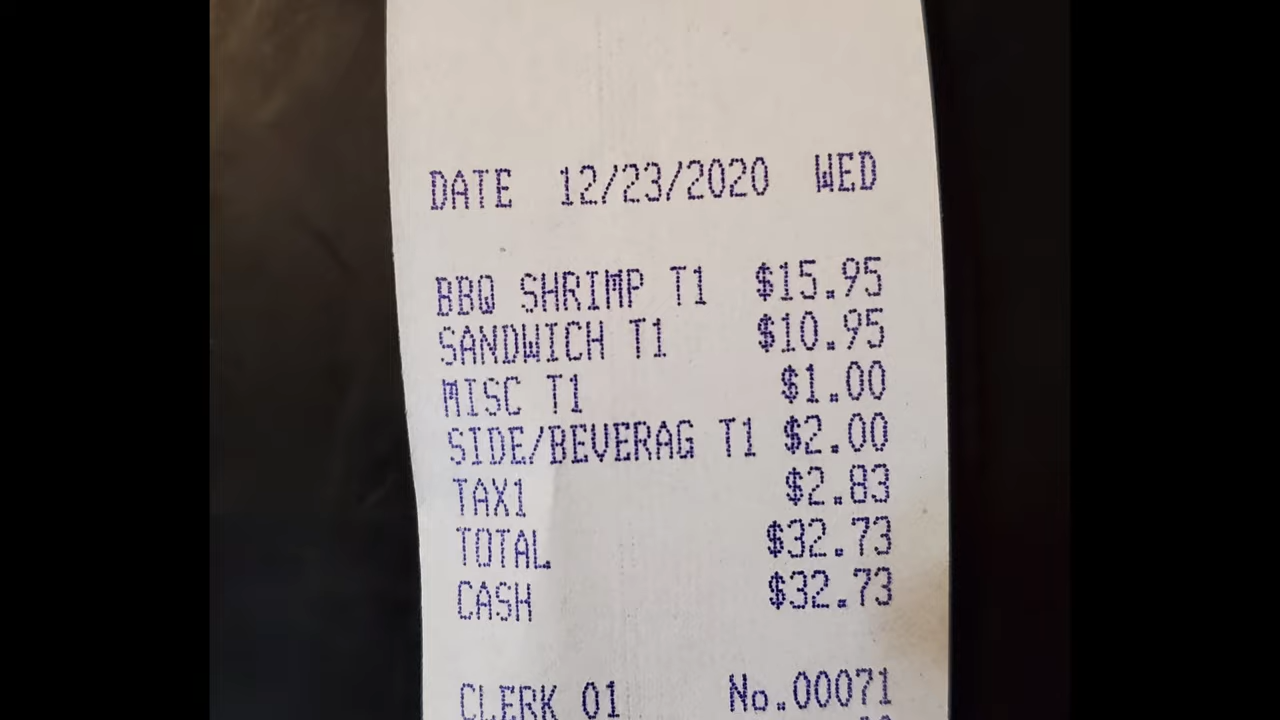 DATE 12/23/2020 WED
BBQ SHRIMP T1 $15.95
SANDWICH T1 $10.95
MISC T1 $1.00
SIDE/BEVERAG T1 $2.00
TAX1 $2.83
TOTAL $32.73
CASH $32.73
CLERK 01 No.00071